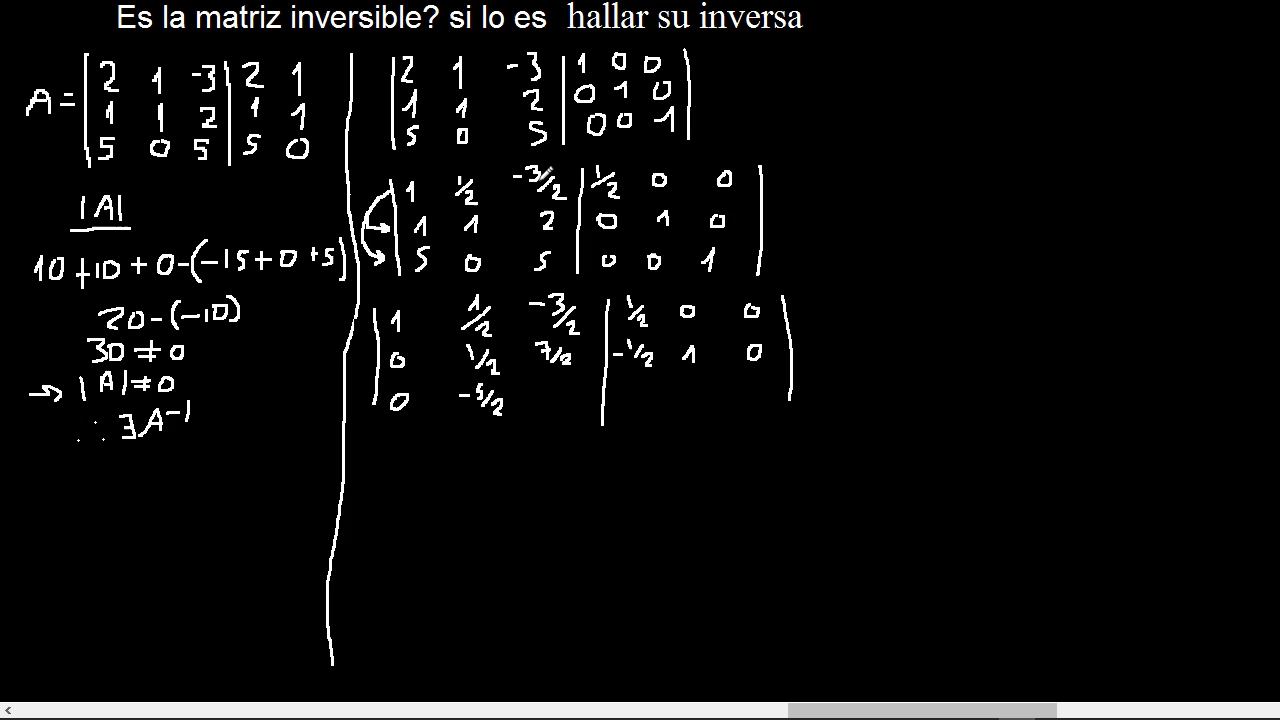 Es la matriz inversible? si lo es hallar su inversa
A = | 2 1 -3 | 2 1
| 1 1 2 | 1 1
| 5 0 5 | 5 0
|A|
10 + 10 + 0 - (-15 + 0 + 5)
20 - (-10)
30 ≠ 0
→ |A| ≠ 0
∴ ∃ A⁻¹
| 2 1 -3 | 1 0 0 |
| 1 1 2 | 0 1 0 |
| 5 0 5 | 0 0 1 |
| 1 1/2 -3/2 | 1/2 0 0 |
| 1 1 2 | 0 1 0 |
| 5 0 5 | 0 0 1 |
| 1 1/2 -3/2 | 1/2 0 0 |
| 0 1/2 7/2 | -1/2 1 0 |
| 0 -5/2